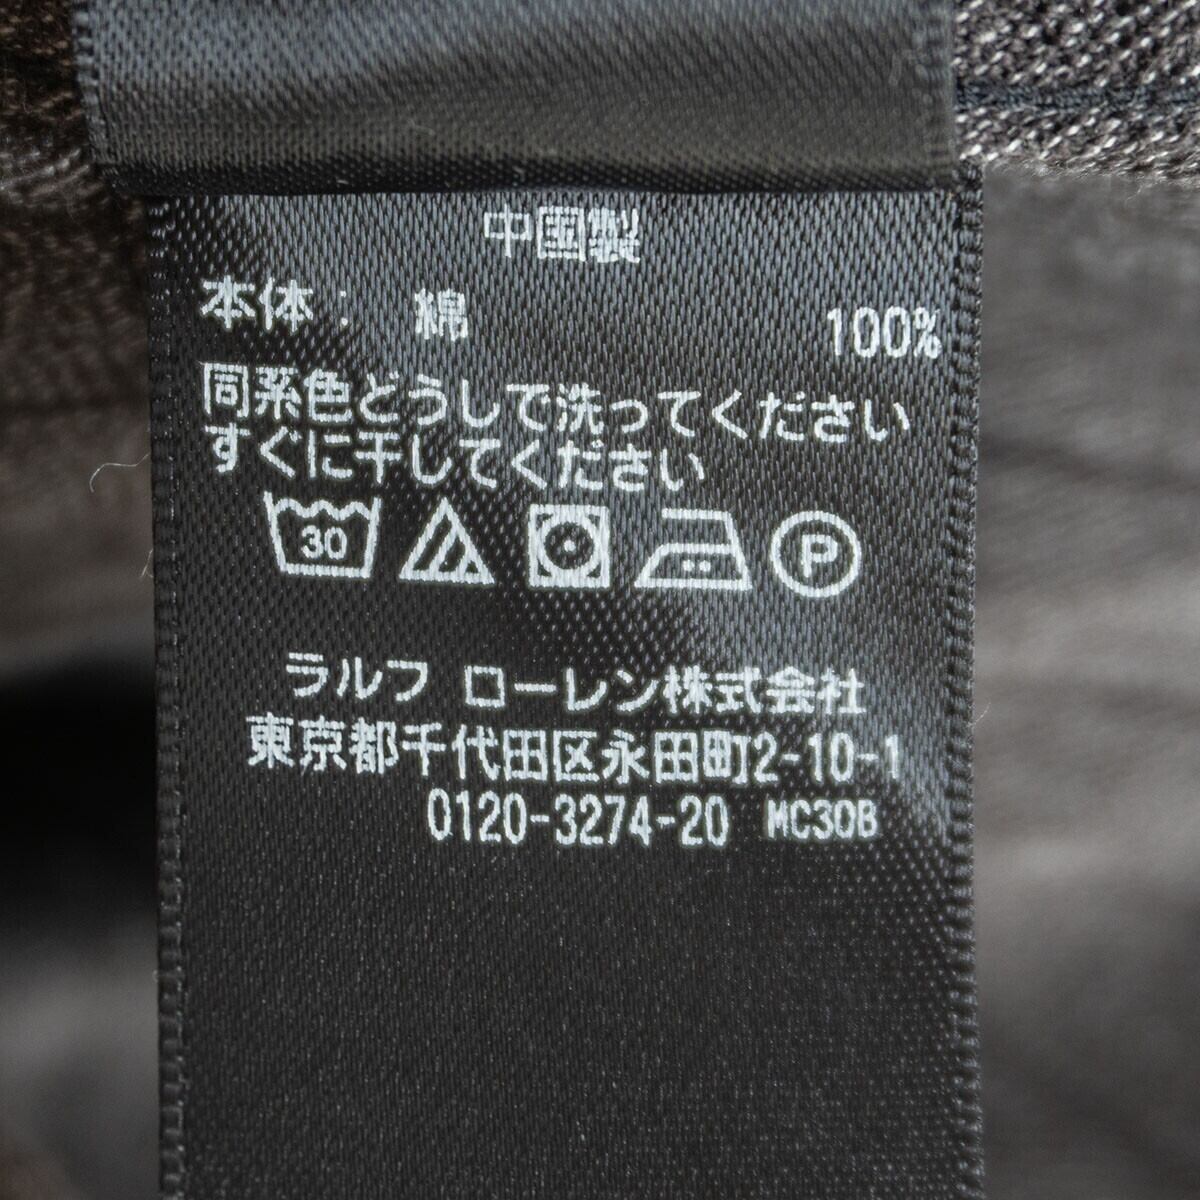 中国製
本体: 綿 100%
同系色どうしで洗ってください
すぐに干してください
30 P
ラルフ ローレン株式会社
東京都千代田区永田町2-10-1
0120-3274-20 MC30B